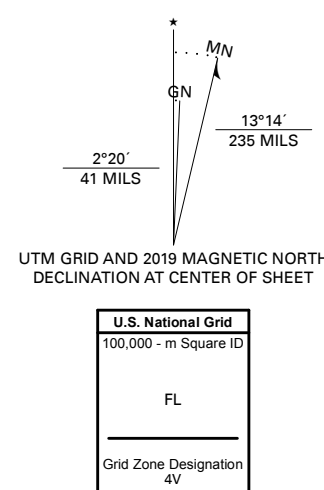 ★
MN
GN
13°14´
235 MILS
2°20´
41 MILS
UTM GRID AND 2019 MAGNETIC NORTH
DECLINATION AT CENTER OF SHEET
U.S. National Grid
100,000 - m Square ID
FL
Grid Zone Designation
4V